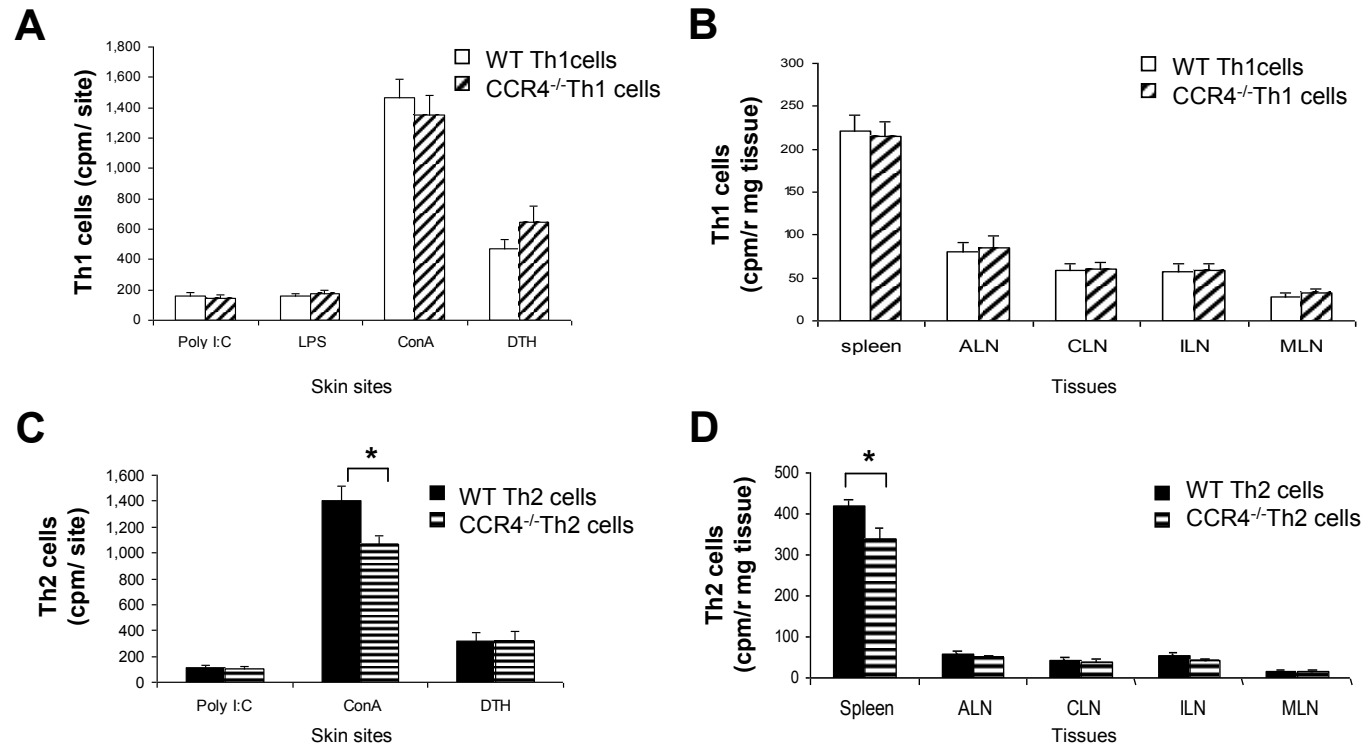 A
Th1 cells (cpm/ site)
1,800
1,600
1,400
1,200
1,000
800
600
400
200
0
WT Th1cells
CCR4-/-Th1 cells
Poly I:C LPS ConA DTH
Skin sites
B
Th1 cells
(cpm/r mg tissue)
300
250
200
150
100
50
0
WT Th1cells
CCR4-/-Th1 cells
spleen ALN CLN ILN MLN
Tissues
C
Th2 cells
(cpm/ site)
1,600
1,400
1,200
1,000
800
600
400
200
0
*
WT Th2 cells
CCR4-/-Th2 cells
Poly I:C ConA DTH
Skin sites
D
Th2 cells
(cpm/r mg tissue)
500
400
300
200
100
0
*
WT Th2 cells
CCR4-/-Th2 cells
Spleen ALN CLN ILN MLN
Tissues